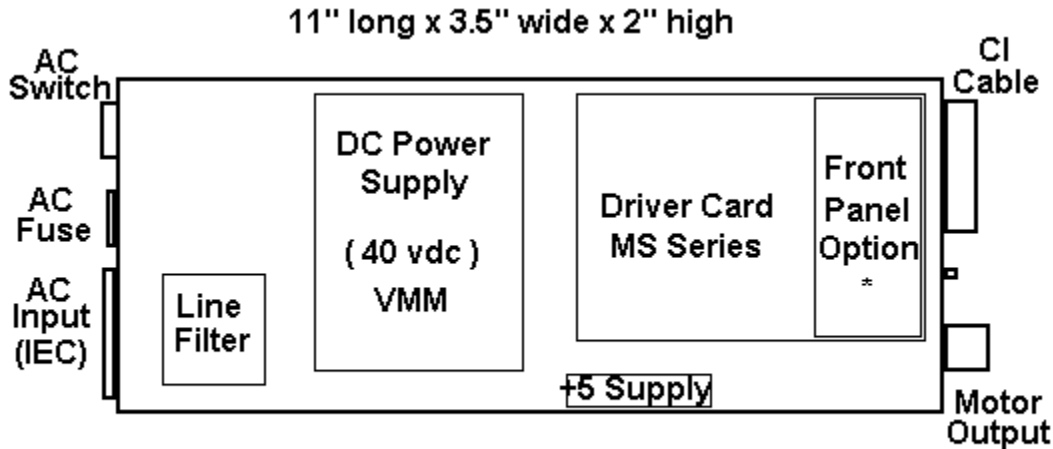 11" long x 3.5" wide x 2" high
AC
Switch
AC
Fuse
AC
Input
(IEC)
Line
Filter
DC Power
Supply
( 40 vdc )
VMM
Driver Card
MS Series
Front
Panel
Option
*
+5 Supply
CI
Cable
Motor
Output